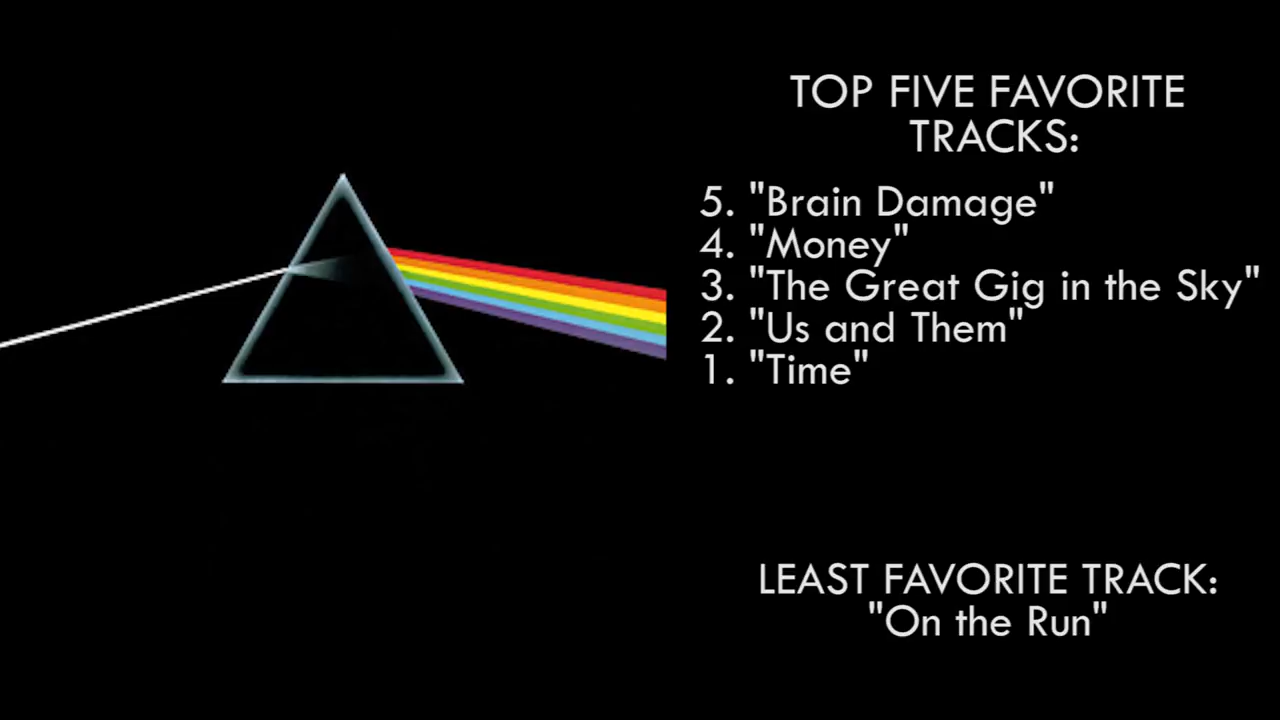 TOP FIVE FAVORITE
TRACKS:
5. "Brain Damage"
4. "Money"
3. "The Great Gig in the Sky"
2. "Us and Them"
1. "Time"
LEAST FAVORITE TRACK:
"On the Run"